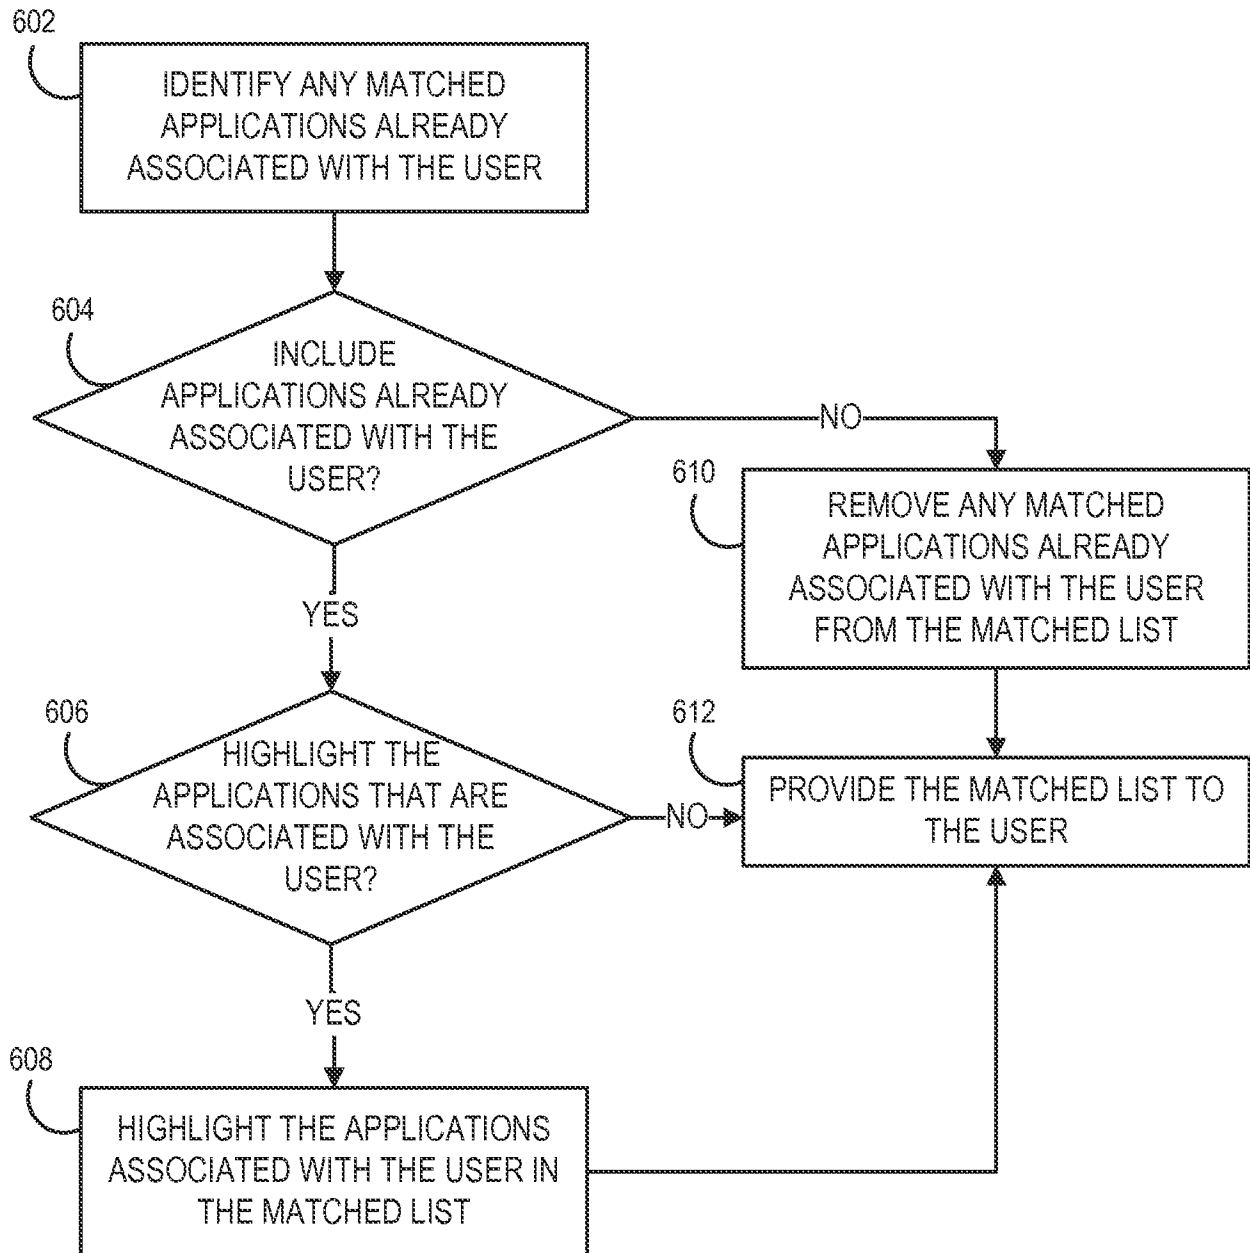 602
IDENTIFY ANY MATCHED
APPLICATIONS ALREADY
ASSOCIATED WITH THE USER
604
INCLUDE
APPLICATIONS ALREADY
ASSOCIATED WITH THE
USER?
NO
610
REMOVE ANY MATCHED
APPLICATIONS ALREADY
ASSOCIATED WITH THE USER
FROM THE MATCHED LIST
YES
606
HIGHLIGHT THE
APPLICATIONS THAT ARE
ASSOCIATED WITH THE
USER?
NO
612
PROVIDE THE MATCHED LIST TO
THE USER
YES
608
HIGHLIGHT THE APPLICATIONS
ASSOCIATED WITH THE USER IN
THE MATCHED LIST